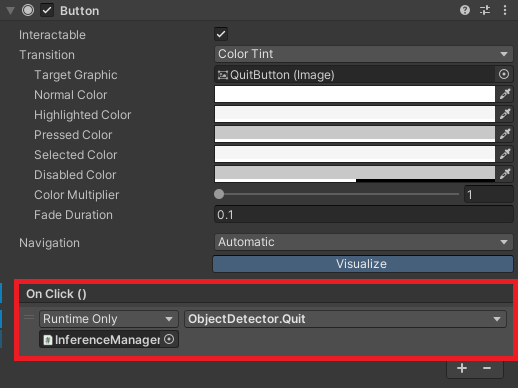 Button
Interactable
Transition Color Tint
Target Graphic QuitButton (Image)
Normal Color
Highlighted Color
Pressed Color
Selected Color
Disabled Color
Color Multiplier 1
Fade Duration 0.1
Navigation Automatic
Visualize
On Click ()
Runtime Only ObjectDetector.Quit
InferenceManager